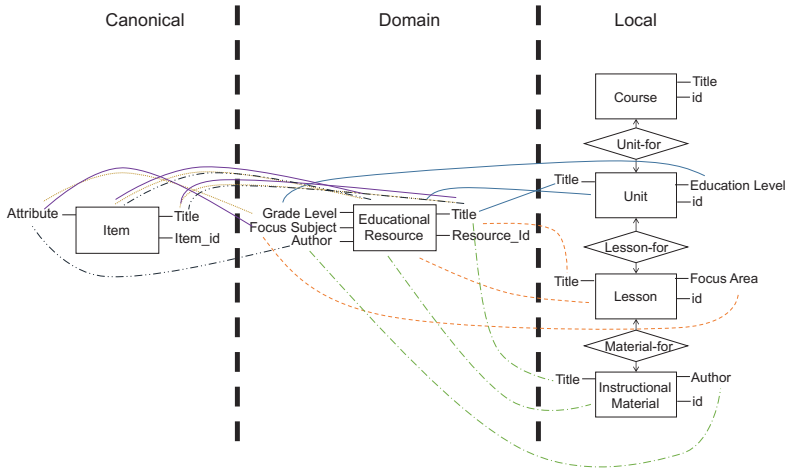 Canonical
Domain
Local
Title
Course
id
Unit-for
Title
Education Level
Unit
id
Attribute
Title
Item
Item_id
Grade Level
Focus Subject
Author
Educational
Resource
Title
Resource_Id
Lesson-for
Title
Focus Area
Lesson
id
Material-for
Title
Author
Instructional
Material
id